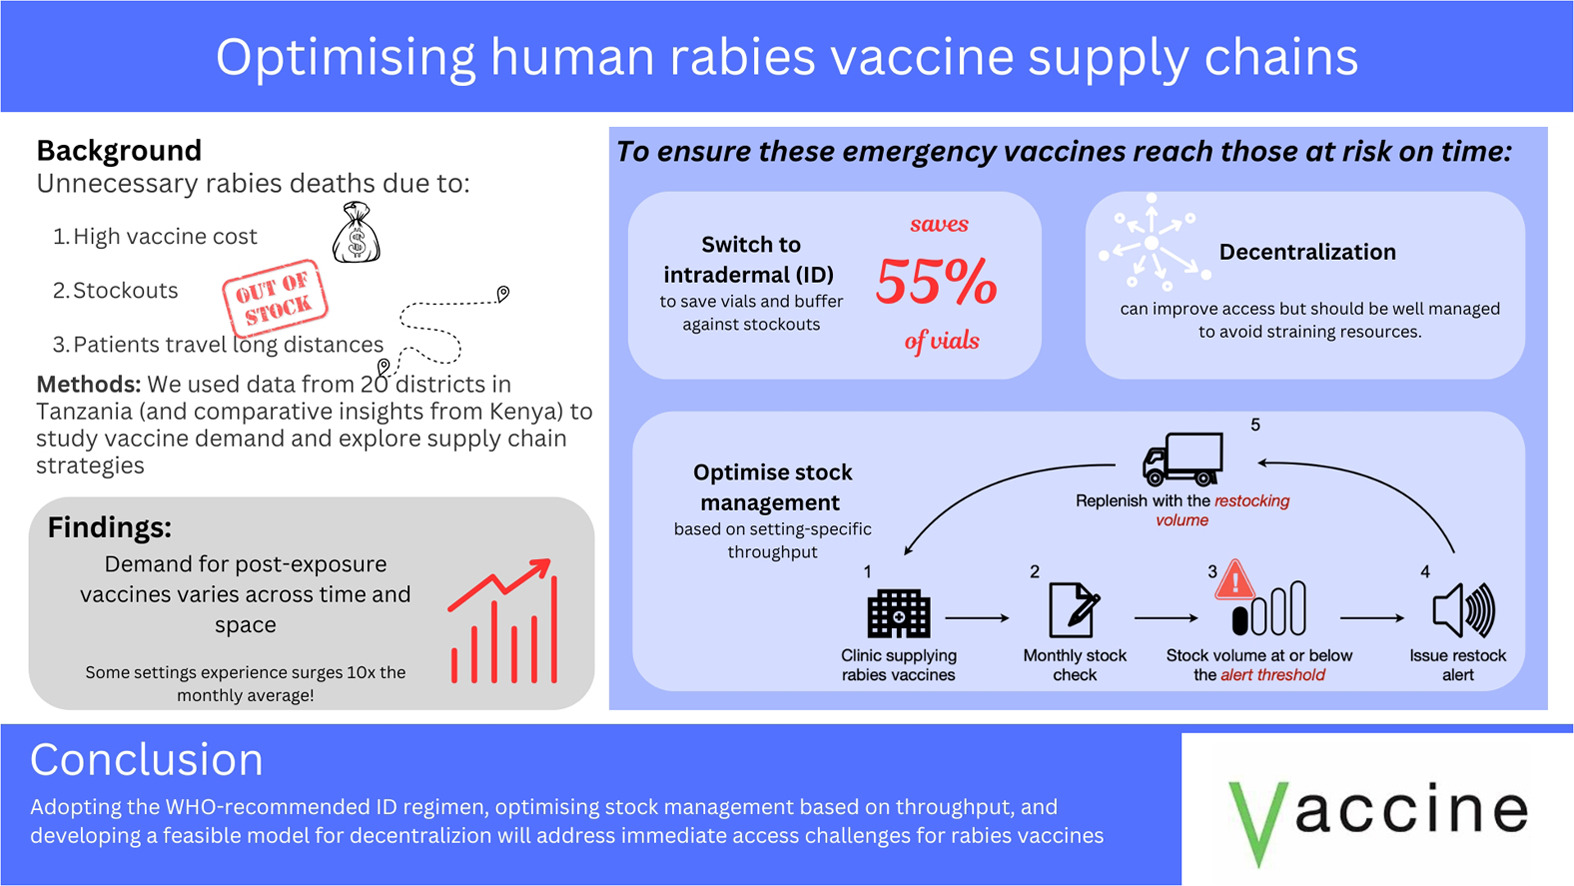 Optimising human rabies vaccine supply chains
Background
Unnecessary rabies deaths due to:
1. High vaccine cost
$
2. Stockouts
OUT OF
STOCK
3. Patients travel long distances
Methods: We used data from 20 districts in
Tanzania (and comparative insights from Kenya) to
study vaccine demand and explore supply chain
strategies
Findings:
Demand for post-exposure
vaccines varies across time and
space
Some settings experience surges 10x the
monthly average!
To ensure these emergency vaccines reach those at risk on time:
Switch to
intradermal (ID)
to save vials and buffer
against stockouts
saves
55%
of vials
Decentralization
can improve access but should be well managed
to avoid straining resources.
Optimise stock
management
based on setting-specific
throughput
1
Clinic supplying
rabies vaccines
2
Monthly stock
check
3
!
Stock volume at or below
the alert threshold
4
Issue restock
alert
5
Replenish with the restocking
volume
Conclusion
Adopting the WHO-recommended ID regimen, optimising stock management based on throughput, and
developing a feasible model for decentralizion will address immediate access challenges for rabies vaccines
Vaccine